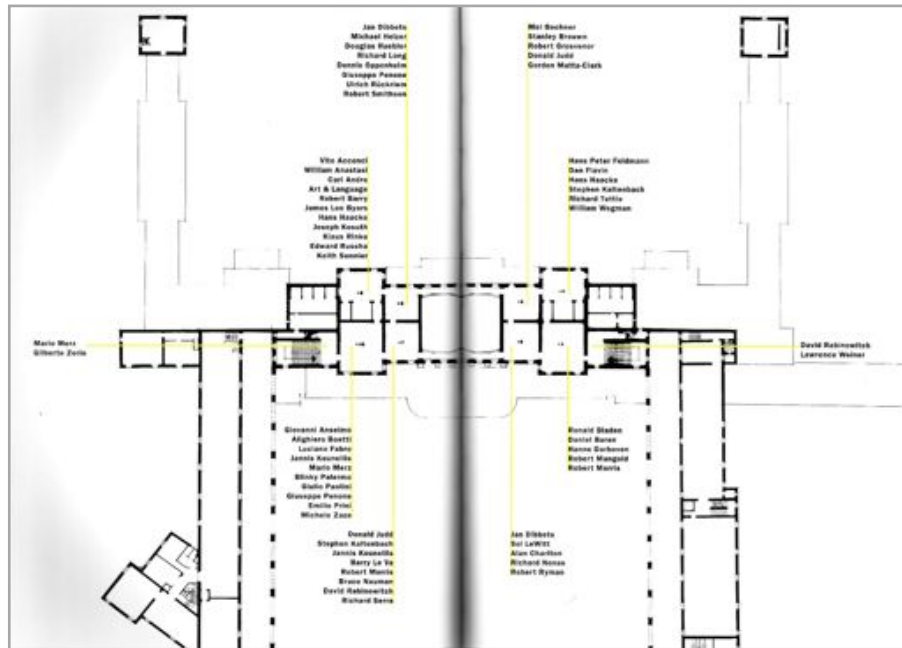 Jan Dibbets
Michael Heizer
Douglas Huebler
Richard Long
Dennis Oppenheim
Giuseppe Penone
Ulrich Rückriem
Robert Smithson
Mel Bochner
Stanley Brouwn
Robert Grosvenor
Donald Judd
Gordon Matta-Clark
Vito Acconci
William Anastasi
Carl Andre
Art & Language
Robert Barry
James Lee Byars
Hans Haacke
Joseph Kosuth
Klaus Rinke
Edward Ruscha
Keith Sonnier
Hans Peter Feldmann
Dan Flavin
Hans Haacke
Stephen Kaltenbach
Richard Tuttle
William Wegman
Mario Merz
Gilberto Zorio
David Rabinowitch
Lawrence Weiner
Giovanni Anselmo
Alighiero Boetti
Luciano Fabro
Jannis Kounellis
Mario Merz
Blinky Palermo
Giulio Paolini
Giuseppe Penone
Emilio Prini
Michele Zaza
Ronald Bladen
Daniel Buren
Hanne Darboven
Robert Mangold
Robert Morris
Donald Judd
Stephen Kaltenbach
Jannis Kounellis
Barry Le Va
Robert Morris
Bruce Nauman
David Rabinowitch
Richard Serra
Jan Dibbets
Sol LeWitt
Alan Charlton
Richard Nonas
Robert Ryman